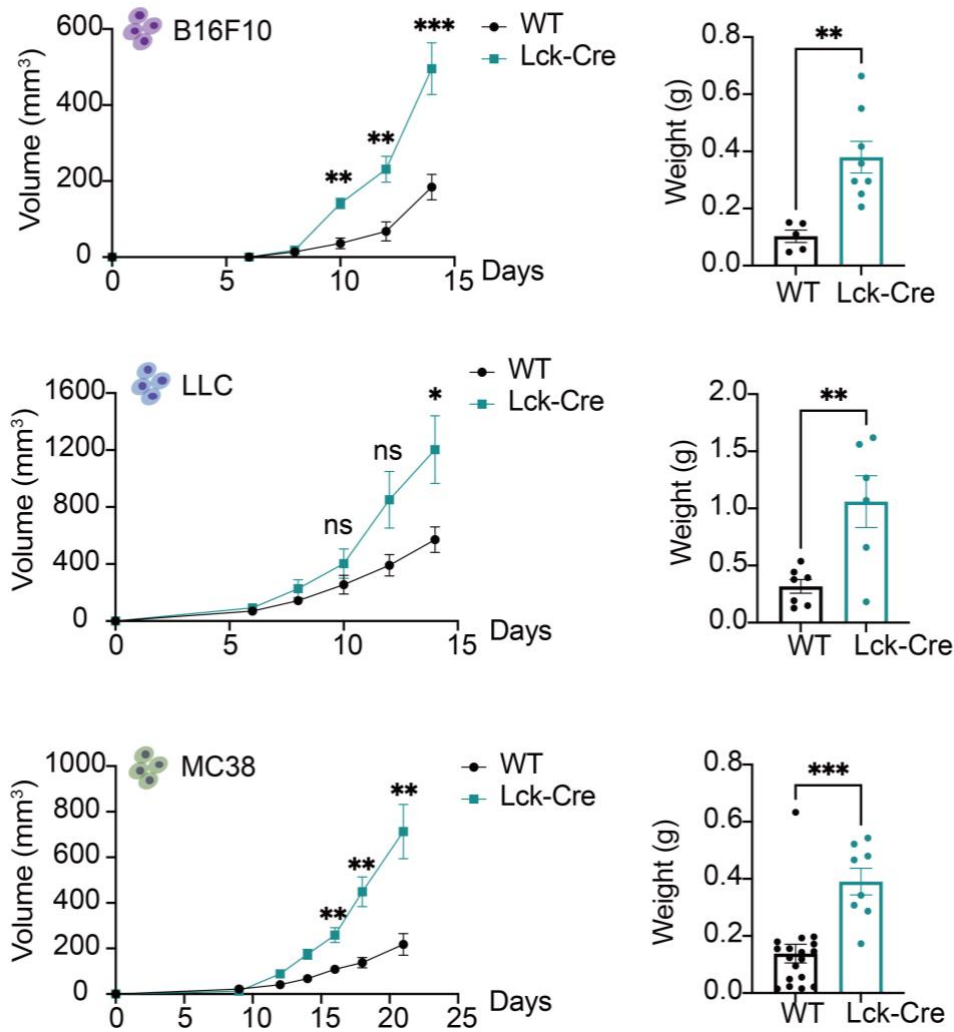 B16F10
Volume (mm³)
600
400
200
0
0 5 10 15 Days
** ** ***
WT
Lck-Cre
Weight (g)
0.8
0.6
0.4
0.2
0.0
**
WT Lck-Cre
LLC
Volume (mm³)
1600
1200
800
400
0
0 5 10 15 Days
ns ns *
WT
Lck-Cre
Weight (g)
2.0
1.5
1.0
0.5
0.0
**
WT Lck-Cre
MC38
Volume (mm³)
1000
800
600
400
200
0
0 5 10 15 20 25 Days
** ** **
WT
Lck-Cre
Weight (g)
0.8
0.6
0.4
0.2
0.0
***
WT Lck-Cre